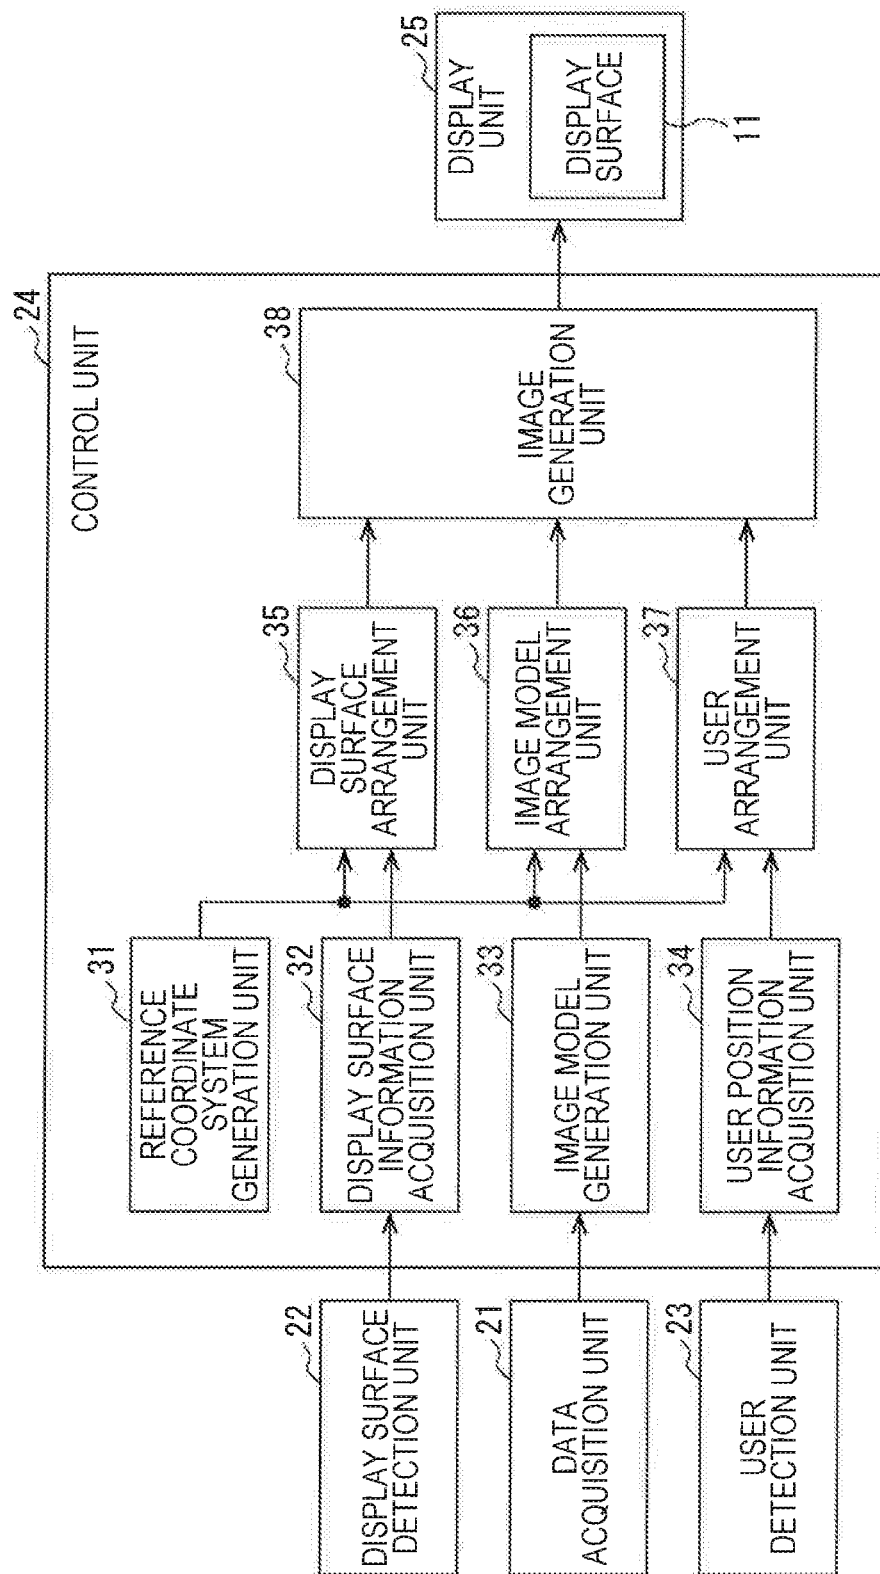 24
CONTROL UNIT
22
DISPLAY SURFACE
DETECTION UNIT
21
DATA
ACQUISITION UNIT
23
USER
DETECTION UNIT
31
REFERENCE
COORDINATE
SYSTEM
GENERATION UNIT
32
DISPLAY SURFACE
INFORMATION
ACQUISITION UNIT
33
IMAGE MODEL
GENERATION UNIT
34
USER POSITION
INFORMATION
ACQUISITION UNIT
35
DISPLAY
SURFACE
ARRANGEMENT
UNIT
36
IMAGE MODEL
ARRANGEMENT
UNIT
37
USER
ARRANGEMENT
UNIT
38
IMAGE
GENERATION
UNIT
25
DISPLAY
UNIT
DISPLAY
SURFACE
11